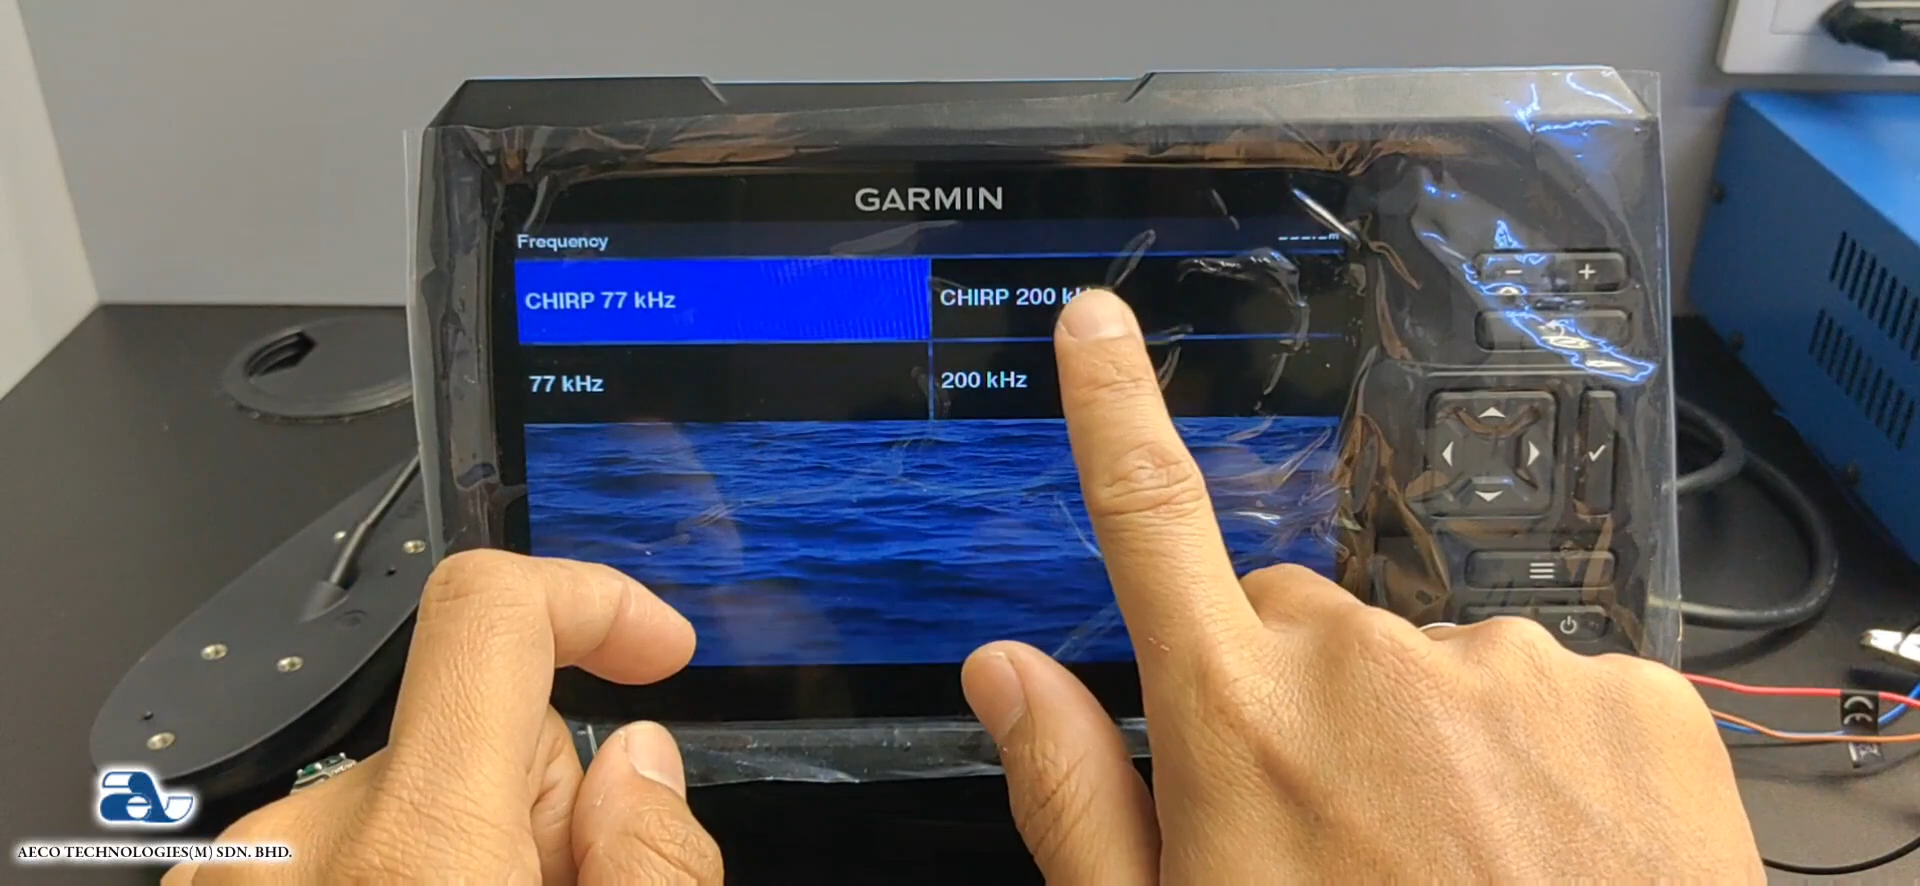 GARMIN
Frequency
CHIRP 77 kHz
CHIRP 200
77 kHz
200 kHz
AECO TECHNOLOGIES(M) SDN. BHD.